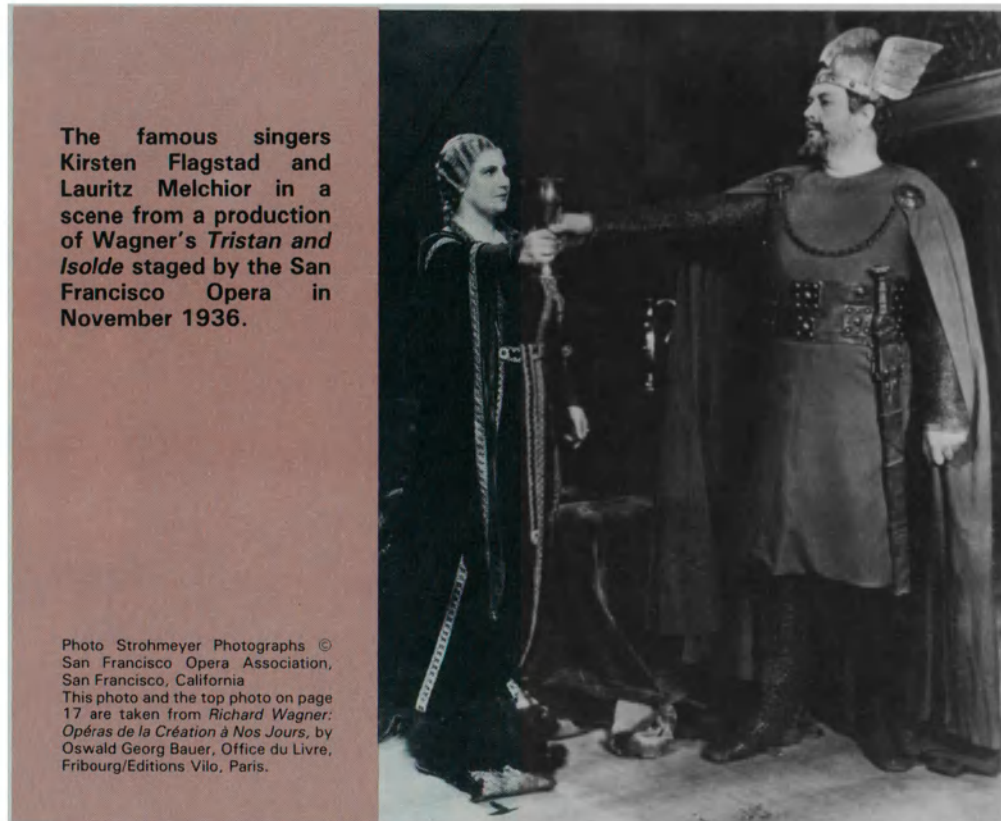 The famous singers
Kirsten Flagstad and
Lauritz Melchior in a
scene from a production
of Wagner's Tristan and
Isolde staged by the San
Francisco Opera in
November 1936.
Photo Strohmeyer Photographs ©
San Francisco Opera Association,
San Francisco, California
This photo and the top photo on page
17 are taken from Richard Wagner:
Opéras de la Création à Nos Jours, by
Oswald Georg Bauer, Office du Livre,
Fribourg/Editions Vilo, Paris.